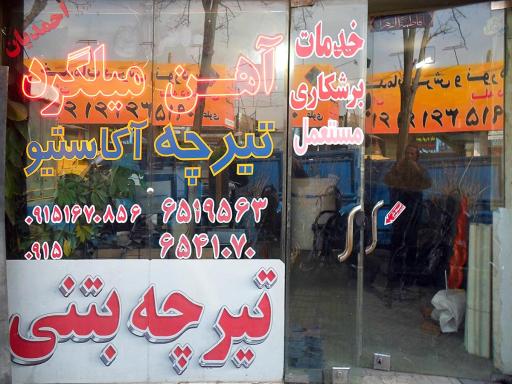 احمدیان
آهن میلگرد
تیرچه آکاستیو
۰۹۱۵۱۶۷۰۸۵۶ ۶۵۱۹۵۶۳
۰۹۱۵ ۶۵۴۱۰۷۰
تیرچه بتنی
خدمات
برشکاری
مستعمل